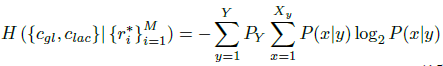 H ({c_{gl}, c_{lac}}| {r_i^*}_{i=1}^M) = − ∑_{y=1}^{Y} P_Y ∑_{x=1}^{X_y} P(x|y) log_2 P(x|y)